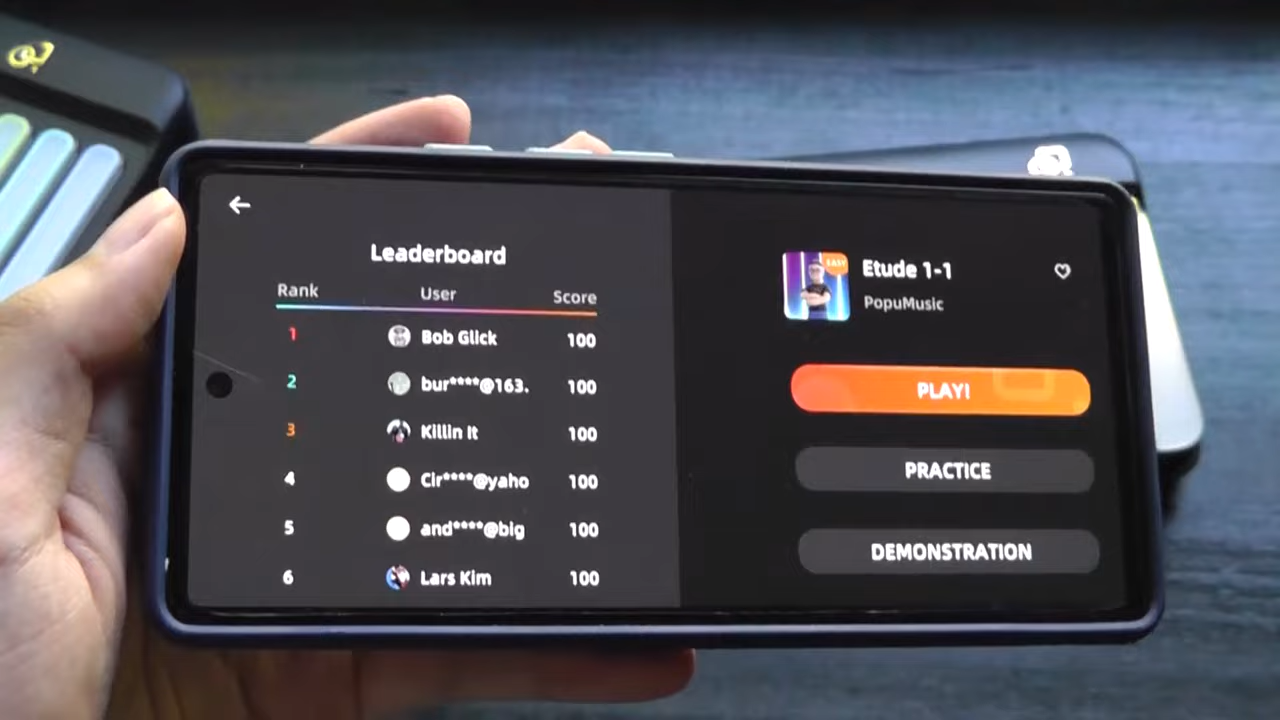 Leaderboard
Rank User Score
1 Bob Glick 100
2 bur****@163. 100
3 Killin It 100
4 Cir****@yaho 100
5 and****@big 100
6 Lars Kim 100
EASY
Etude 1-1
PopuMusic
PLAY!
PRACTICE
DEMONSTRATION